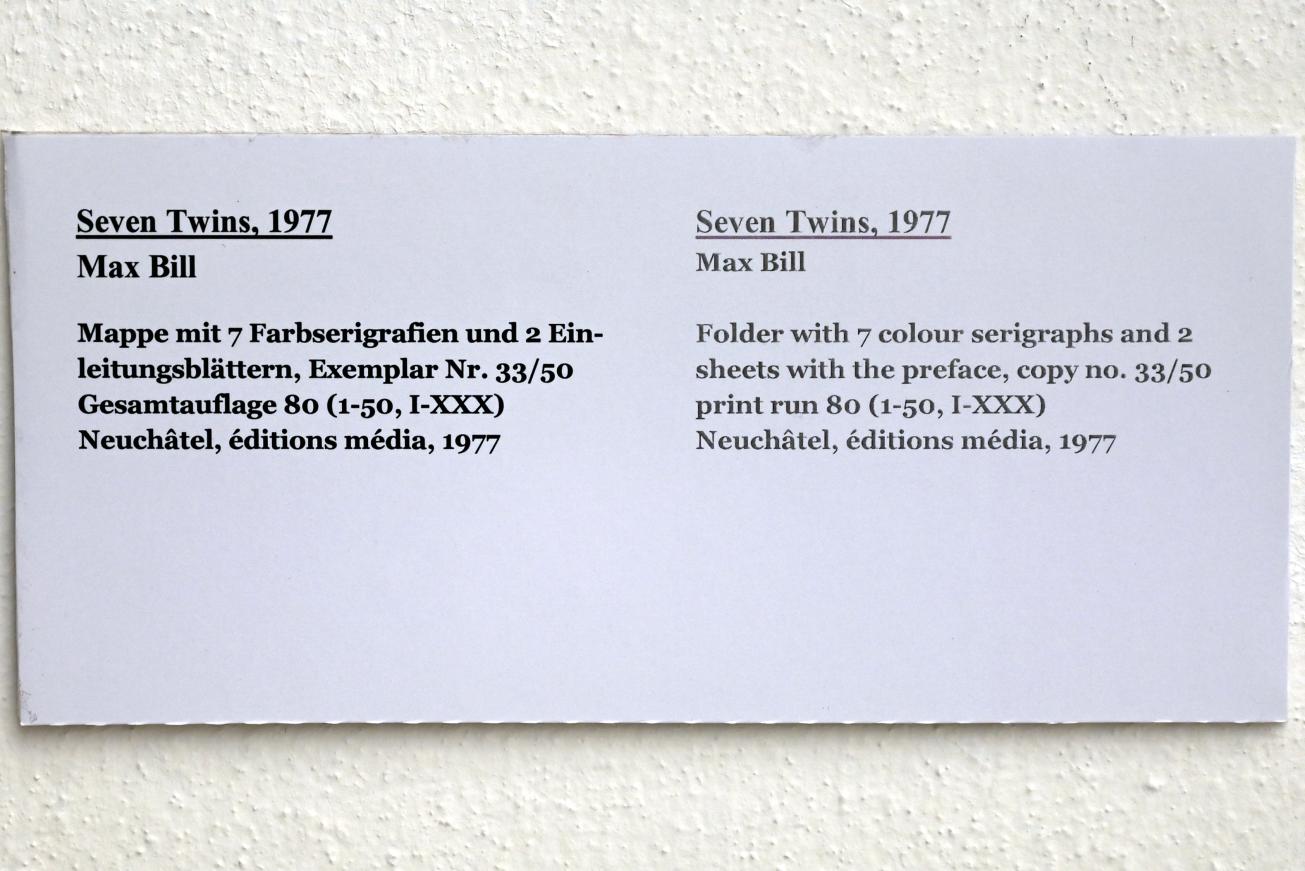 Seven Twins, 1977
Max Bill
Mappe mit 7 Farbserigrafien und 2 Ein-
leitungsblättern, Exemplar Nr. 33/50
Gesamtauflage 80 (1-50, I-XXX)
Neuchâtel, éditions média, 1977
Seven Twins, 1977
Max Bill
Folder with 7 colour serigraphs and 2
sheets with the preface, copy no. 33/50
print run 80 (1-50, I-XXX)
Neuchâtel, éditions média, 1977